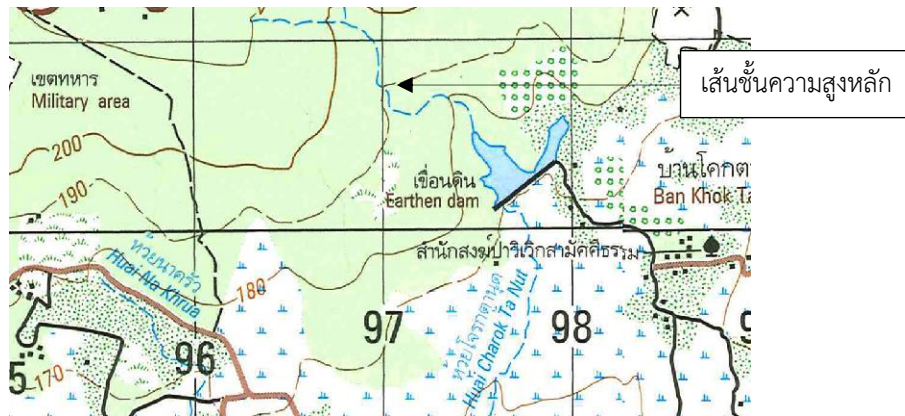 เส้นชั้นความสูงหลัก
เขตทหาร
Military area
200
190
เขื่อนดิน
Earthen dam
บ้านโคกตา
Ban Khok Ta
สำนักสงฆ์ป่าวิเวกสามัคคีธรรม
ห้วยนาครัว
Huai Na Khrua
180
ห้วยโจรกตานุด
Huai Charok Ta Nut
97
98
96
5
170